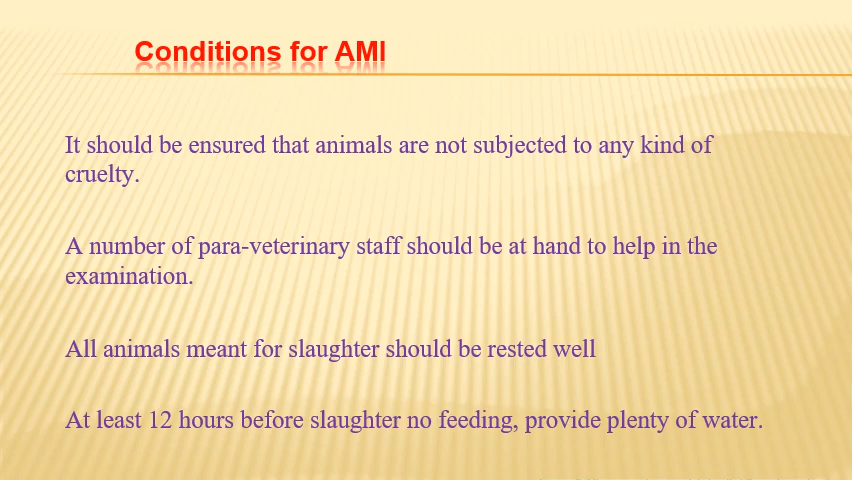 Conditions for AMI
It should be ensured that animals are not subjected to any kind of
cruelty.
A number of para-veterinary staff should be at hand to help in the
examination.
All animals meant for slaughter should be rested well
At least 12 hours before slaughter no feeding, provide plenty of water.